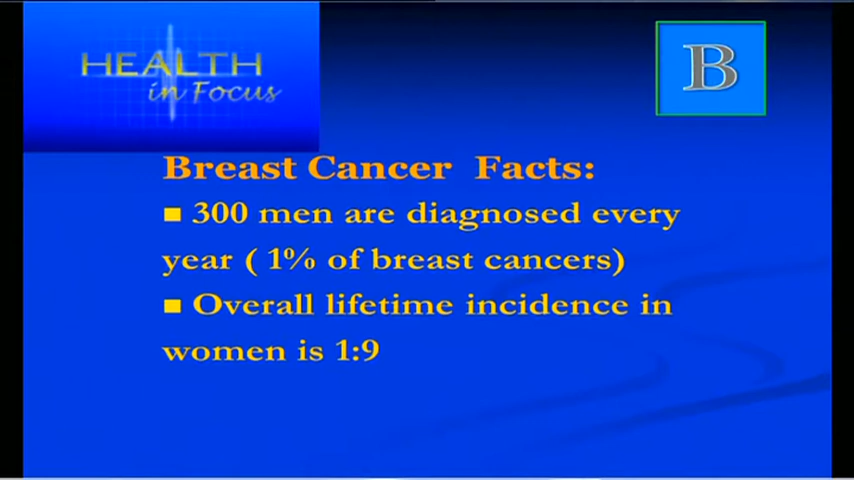 HEALTH
in Focus
B
Breast Cancer Facts:
■ 300 men are diagnosed every
year ( 1% of breast cancers)
■ Overall lifetime incidence in
women is 1:9